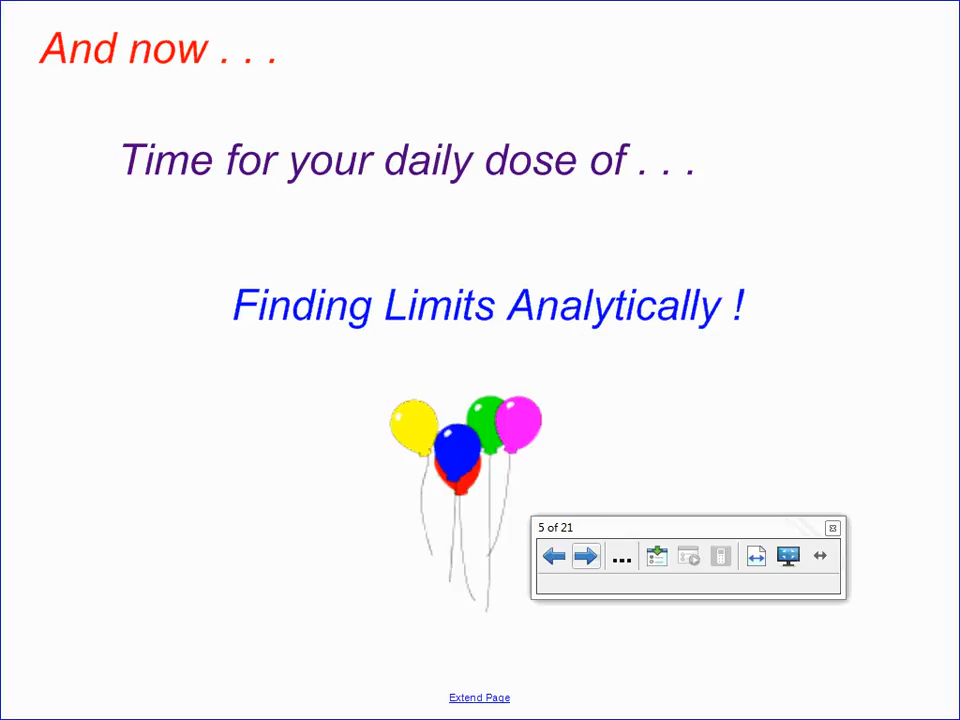 And now . . .
Time for your daily dose of . . .
Finding Limits Analytically !
5 of 21
...
Extend Page